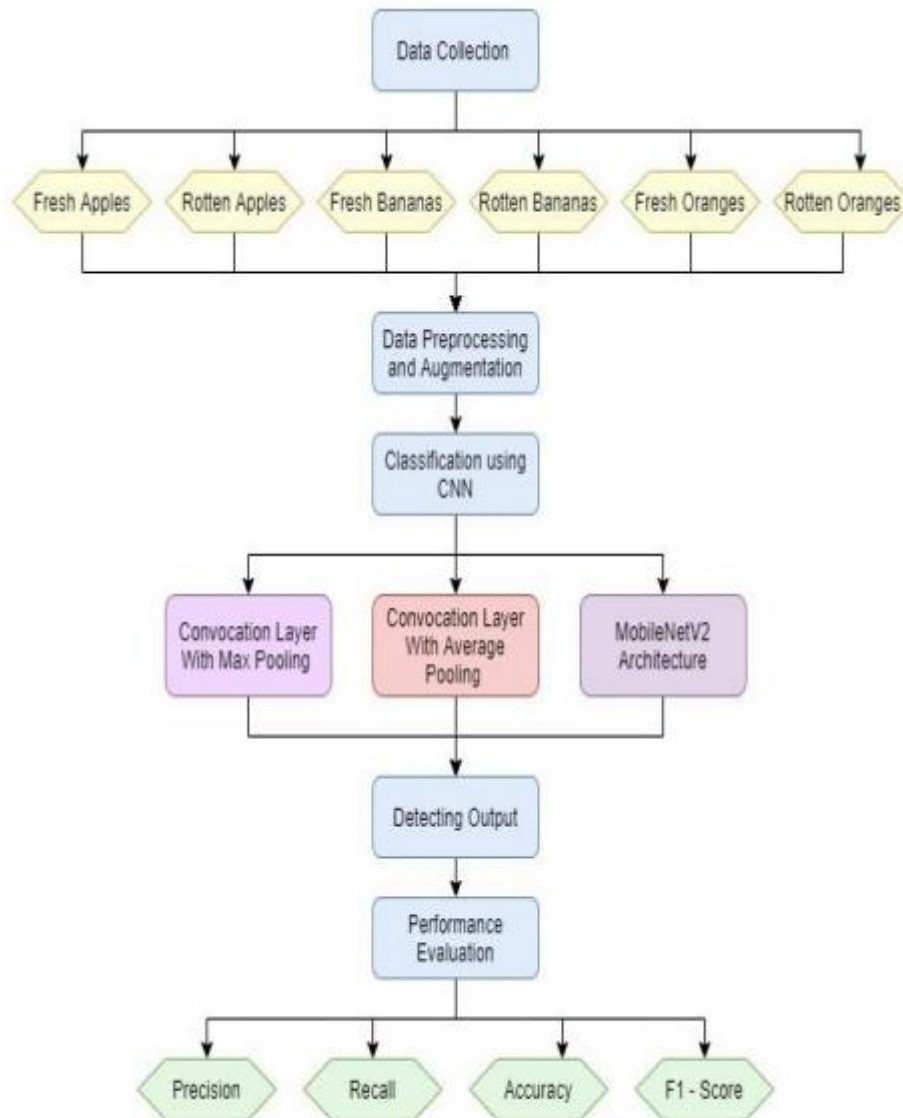 Data Collection
Fresh Apples
Rotten Apples
Fresh Bananas
Rotten Bananas
Fresh Oranges
Rotten Oranges
Data Preprocessing
and Augmentation
Classification using
CNN
Convocation Layer
With Max Pooling
Convocation Layer
With Average
Pooling
MobileNetV2
Architecture
Detecting Output
Performance
Evaluation
Precision
Recall
Accuracy
F1 - Score